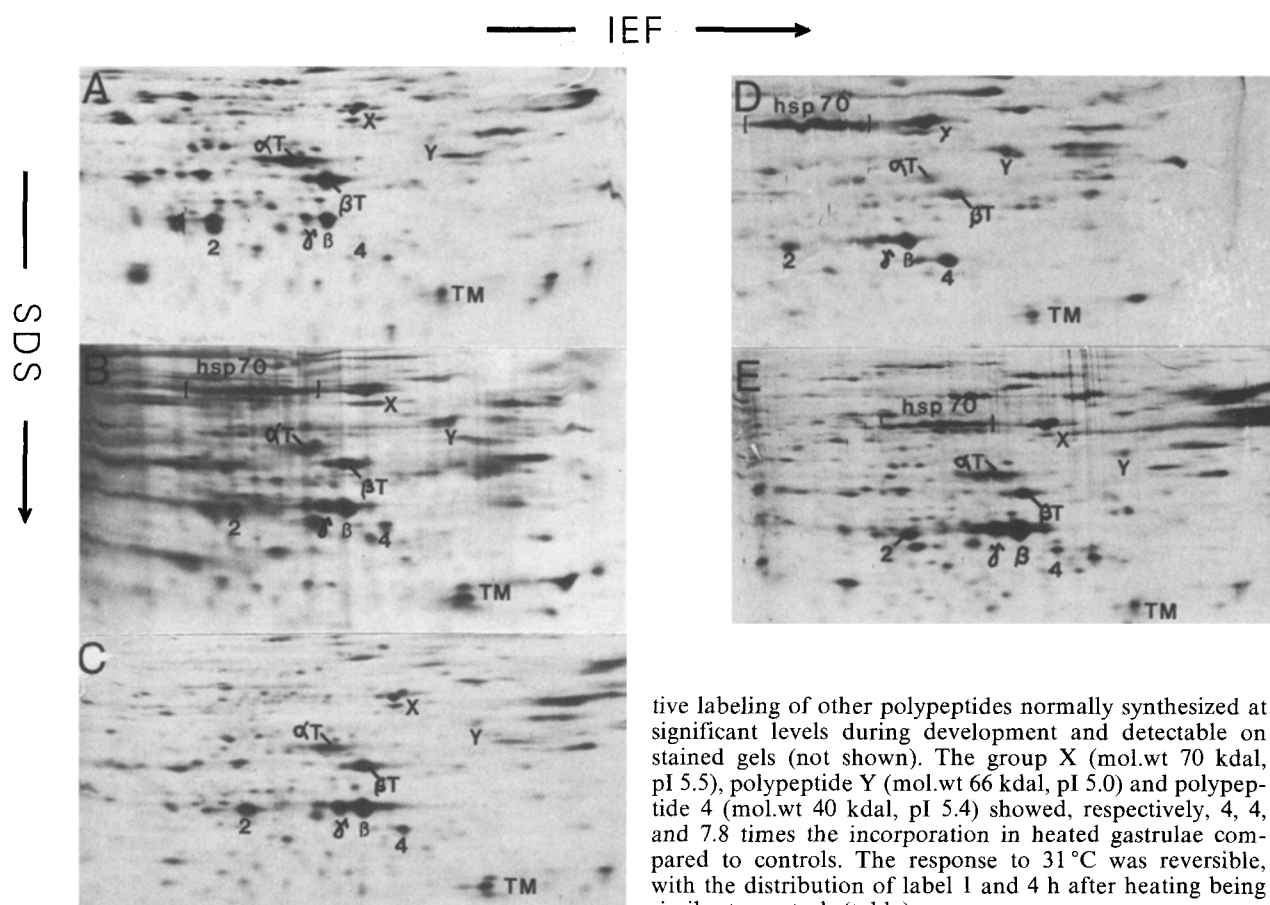 IEF
SDS
A
X
αT
Y
βT
2
γ β
4
TM
B
hsp70
X
αT
Y
βT
2
γ β
4
TM
C
X
αT
Y
βT
2
γ β
4
TM
D
hsp 70
X
αT
Y
βT
2
γ β
4
TM
E
hsp 70
X
αT
Y
βT
2
γ β
4
TM
tive labeling of other polypeptides normally synthesized at
significant levels during development and detectable on
stained gels (not shown). The group X (mol.wt 70 kdal,
pI 5.5), polypeptide Y (mol.wt 66 kdal, pI 5.0) and polypep-
tide 4 (mol.wt 40 kdal, pI 5.4) showed, respectively, 4, 4,
and 7.8 times the incorporation in heated gastrulae com-
pared to controls. The response to 31 °C was reversible,
with the distribution of label 1 and 4 h after heating being